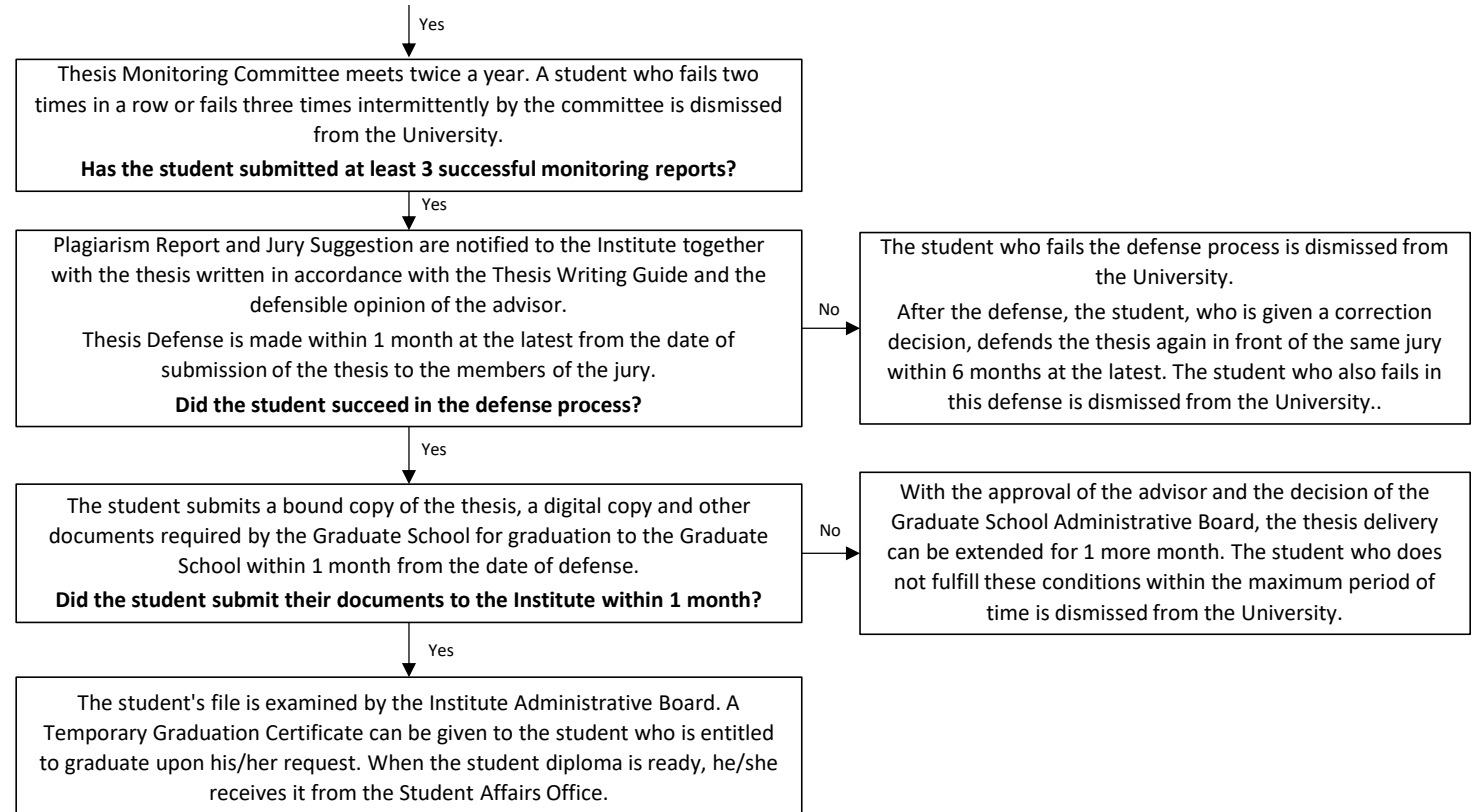 Yes
Thesis Monitoring Committee meets twice a year. A student who fails two
times in a row or fails three times intermittently by the committee is dismissed
from the University.
Has the student submitted at least 3 successful monitoring reports?
Yes
Plagiarism Report and Jury Suggestion are notified to the Institute together
with the thesis written in accordance with the Thesis Writing Guide and the
defensible opinion of the advisor.
Thesis Defense is made within 1 month at the latest from the date of
submission of the thesis to the members of the jury.
Did the student succeed in the defense process?
No
The student who fails the defense process is dismissed from
the University.
After the defense, the student, who is given a correction
decision, defends the thesis again in front of the same jury
within 6 months at the latest. The student who also fails in
this defense is dismissed from the University..
Yes
The student submits a bound copy of the thesis, a digital copy and other
documents required by the Graduate School for graduation to the Graduate
School within 1 month from the date of defense.
Did the student submit their documents to the Institute within 1 month?
No
With the approval of the advisor and the decision of the
Graduate School Administrative Board, the thesis delivery
can be extended for 1 more month. The student who does
not fulfill these conditions within the maximum period of
time is dismissed from the University.
Yes
The student's file is examined by the Institute Administrative Board. A
Temporary Graduation Certificate can be given to the student who is entitled
to graduate upon his/her request. When the student diploma is ready, he/she
receives it from the Student Affairs Office.